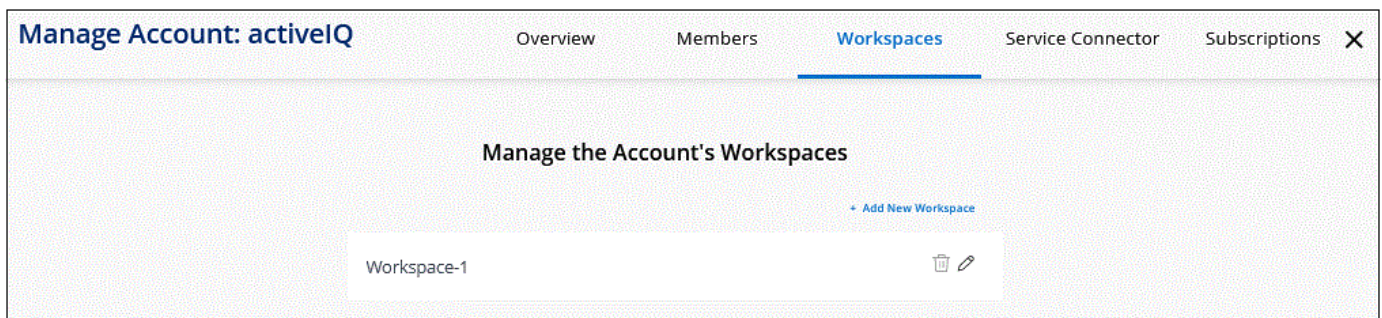 Manage Account: activeIQ Overview Members Workspaces Service Connector Subscriptions
Manage the Account's Workspaces
+ Add New Workspace
Workspace-1